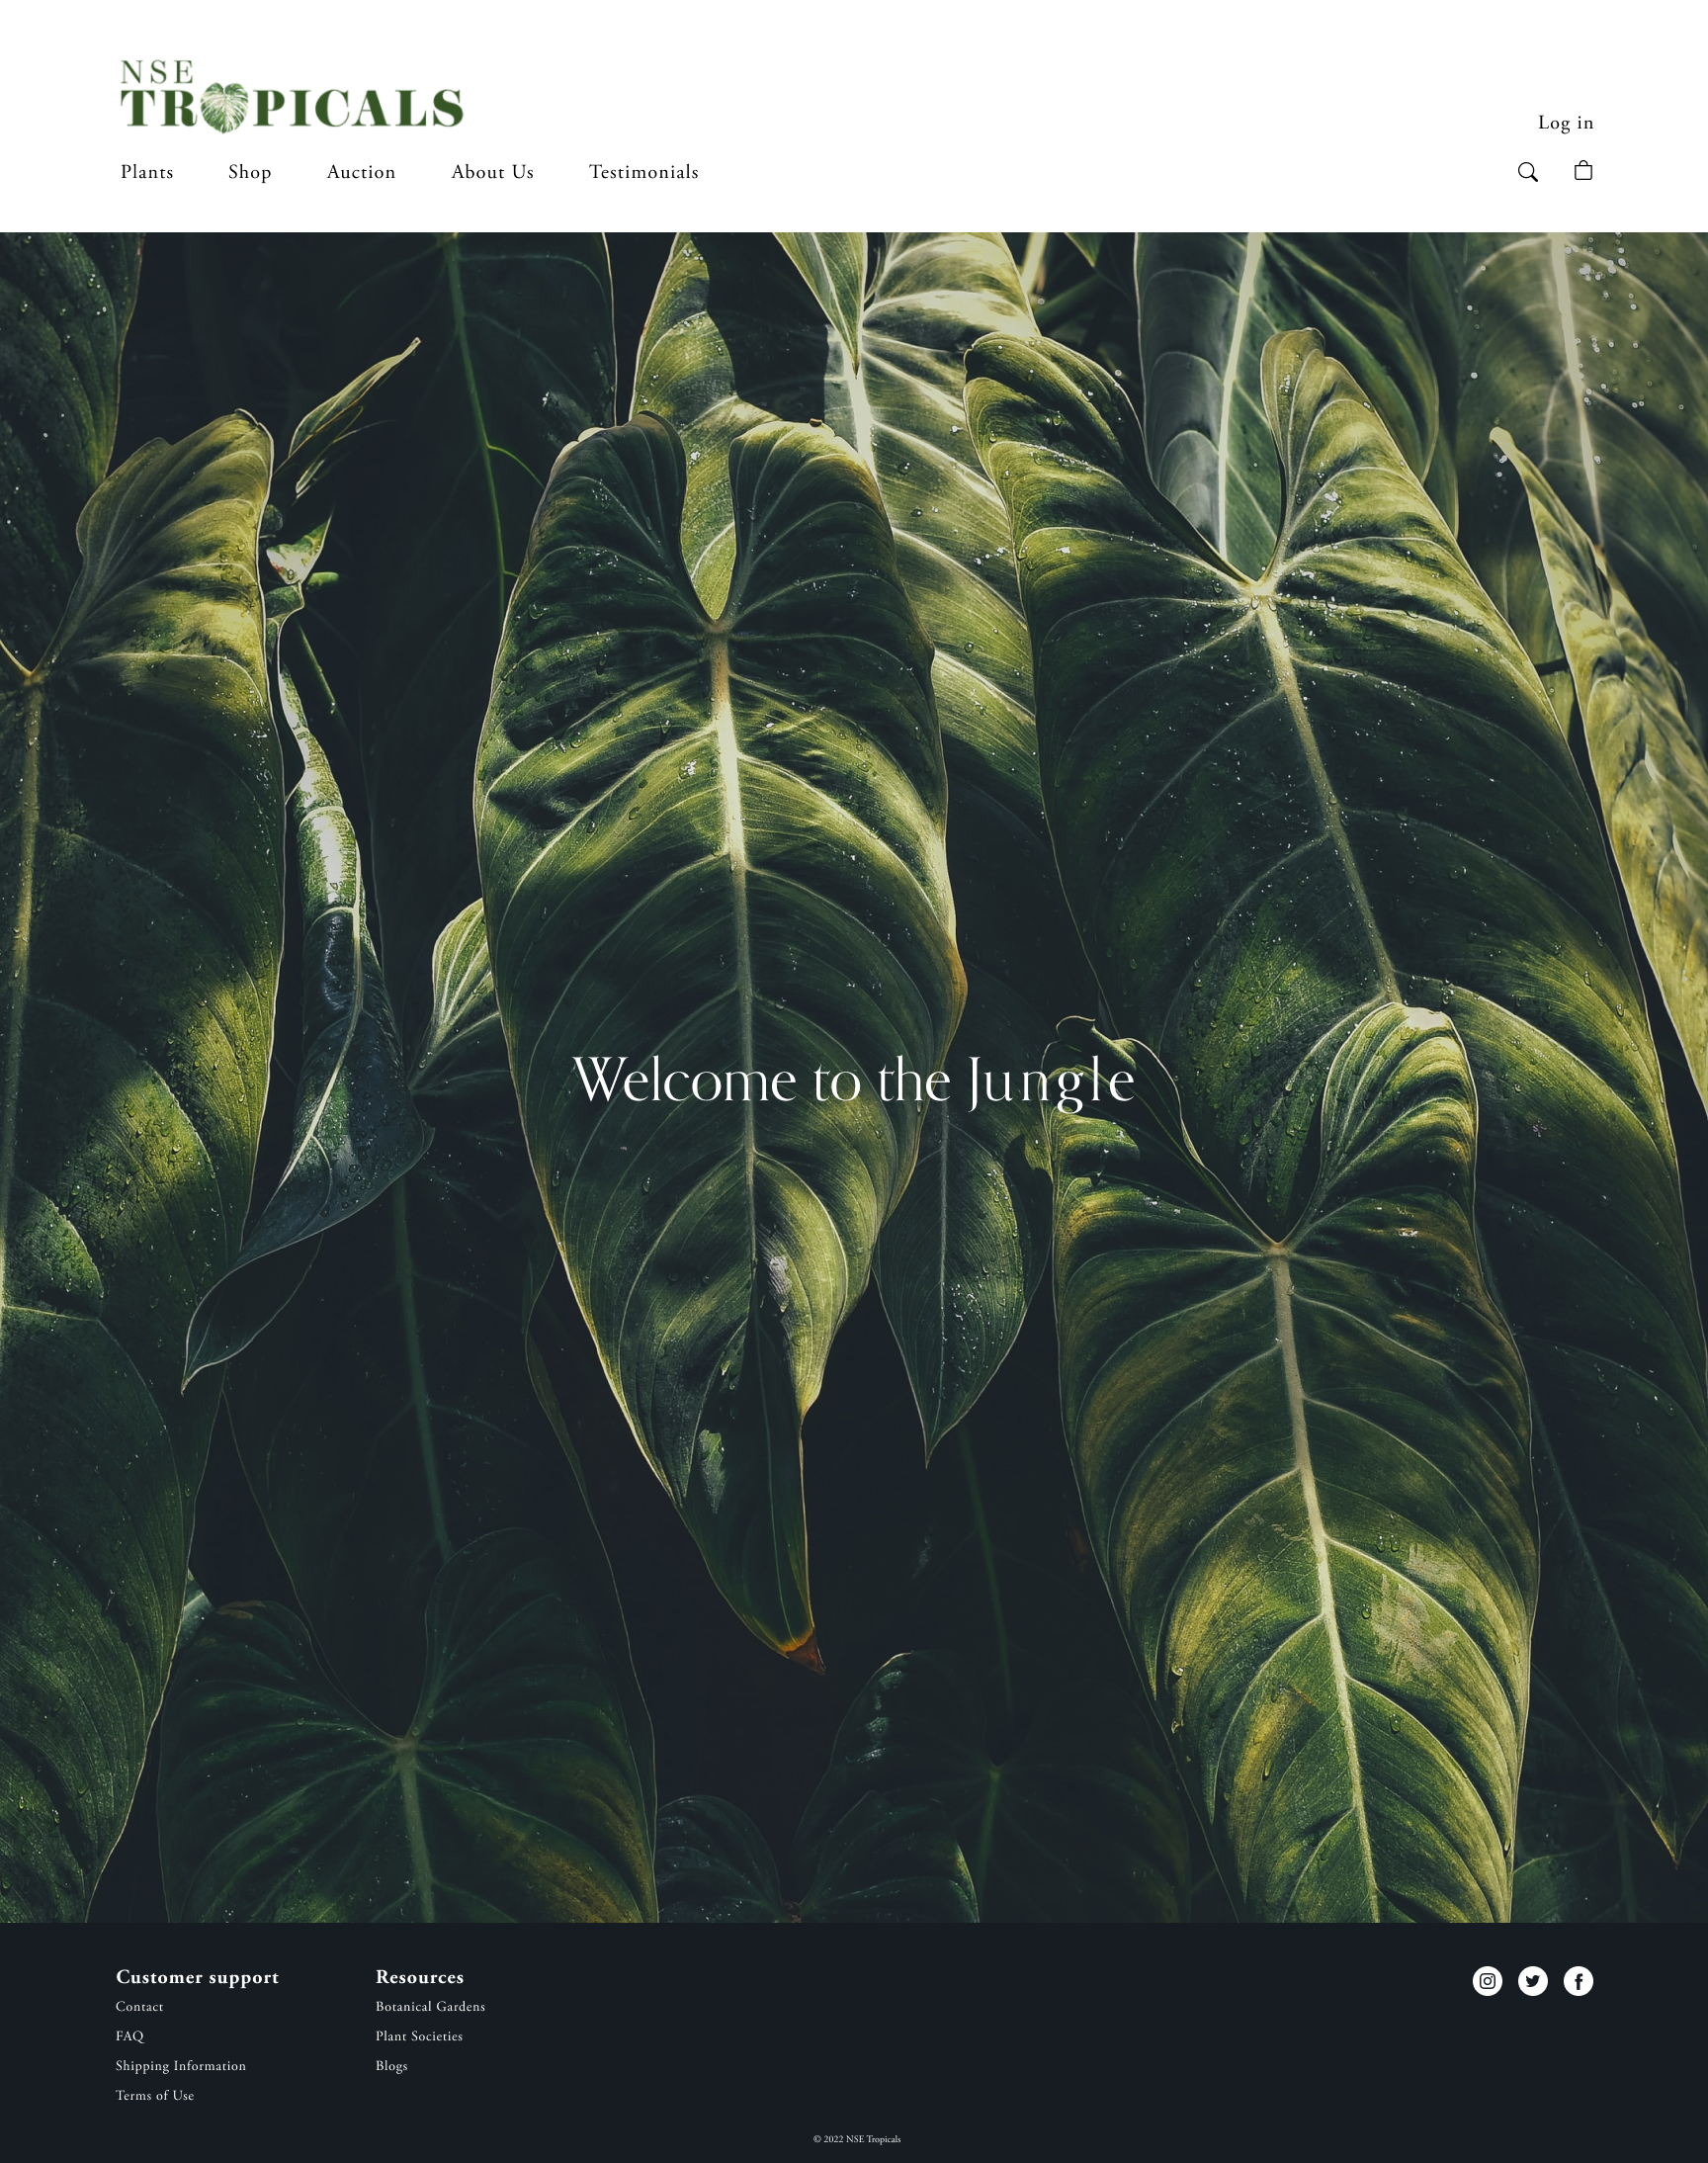 NSE
TROPICALS
Log in
Plants Shop Auction About Us Testimonials
Welcome to the Jungle
Customer support Resources
Contact Botanical Gardens
FAQ Plant Societies
Shipping Information Blogs
Terms of Use
© 2022 NSE Tropicals